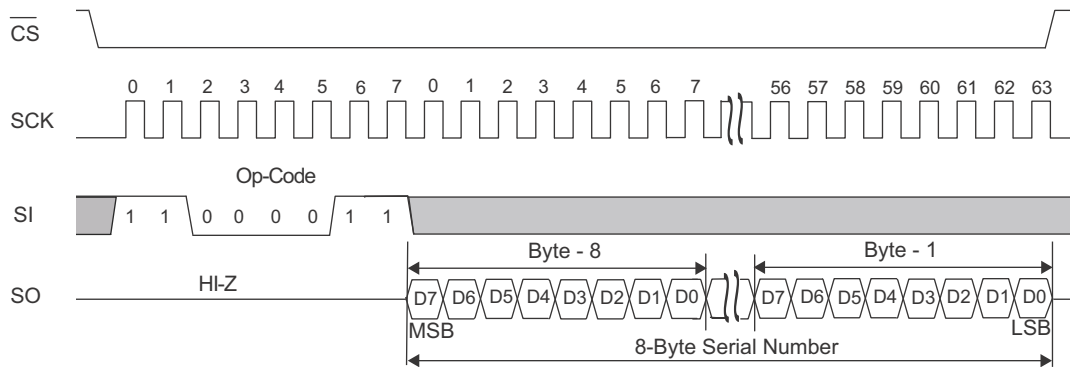 CS
0 1 2 3 4 5 6 7 0 1 2 3 4 5 6 7 56 57 58 59 60 61 62 63
SCK
Op-Code
SI
1 1 0 0 0 0 1 1
Byte - 8 Byte - 1
HI-Z
SO
D7 D6 D5 D4 D3 D2 D1 D0 D7 D6 D5 D4 D3 D2 D1 D0
MSB LSB
8-Byte Serial Number